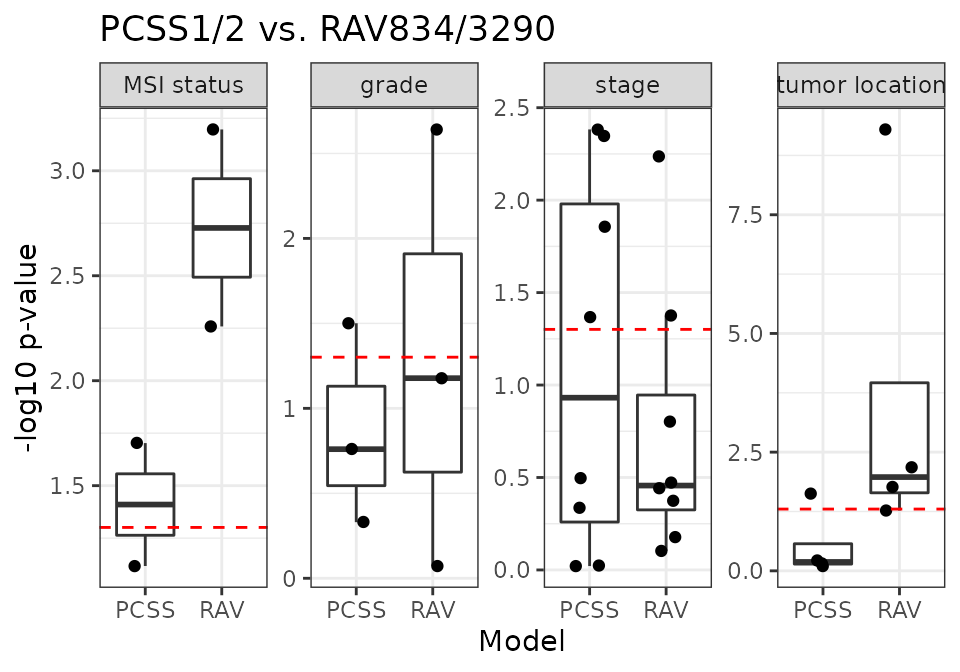 PCSS1/2 vs. RAV834/3290
MSI status
grade
stage
tumor location
-log10 p-value
3.0
2.5
2.0
1.5
2
1
0
2.5
2.0
1.5
1.0
0.5
0.0
7.5
5.0
2.5
0.0
PCSS RAV
PCSS RAV
PCSS RAV
PCSS RAV
Model